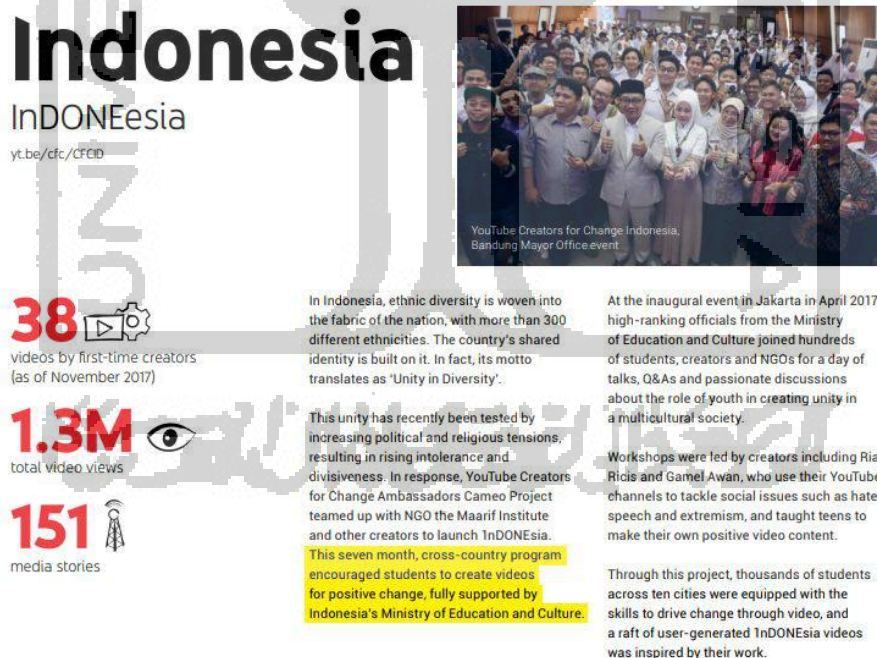 Indonesia
InDONEesia
yt.be/cfc/CFCID
YouTube Creators for Change Indonesia,
Bandung Mayor Office event
38
videos by first-time creators
(as of November 2017)
1.3M
total video views
151
media stories
In Indonesia, ethnic diversity is woven into
the fabric of the nation, with more than 300
different ethnicities. The country's shared
identity is built on it. In fact, its motto
translates as ‘Unity in Diversity’.
This unity has recently been tested by
increasing political and religious tensions,
resulting in rising intolerance and
divisiveness. In response, YouTube Creators
for Change Ambassadors Cameo Project
teamed up with NGO the Maarif Institute
and other creators to launch 1nDONEsia.
This seven month, cross-country program
encouraged students to create videos
for positive change, fully supported by
Indonesia's Ministry of Education and Culture.
At the inaugural event in Jakarta in April 2017
high-ranking officials from the Ministry
of Education and Culture joined hundreds
of students, creators and NGOs for a day of
talks, Q&As and passionate discussions
about the role of youth in creating unity in
a multicultural society.
Workshops were led by creators including Ria
Ricis and Gamel Awan, who use their YouTube
channels to tackle social issues such as hate
speech and extremism, and taught teens to
make their own positive video content.
Through this project, thousands of students
across ten cities were equipped with the
skills to drive change through video, and
a raft of user-generated 1nDONEsia videos
was inspired by their work.